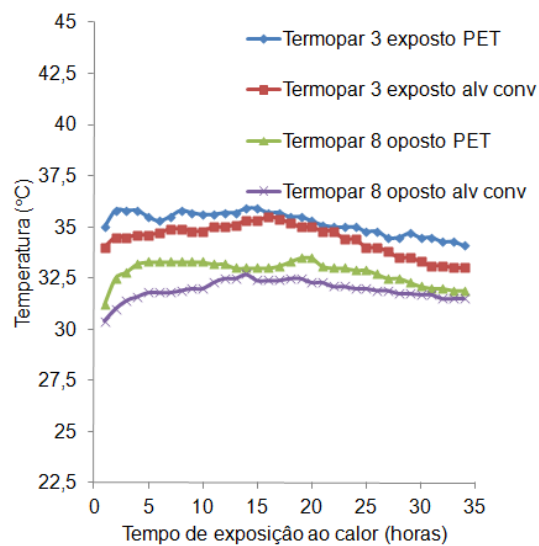 Termopar 3 exposto PET
Termopar 3 exposto alv conv
Termopar 8 oposto PET
Termopar 8 oposto alv conv
Temperatura (°C)
45
42,5
40
37,5
35
32,5
30
27,5
25
22,5
0 5 10 15 20 25 30 35
Tempo de exposição ao calor (horas)